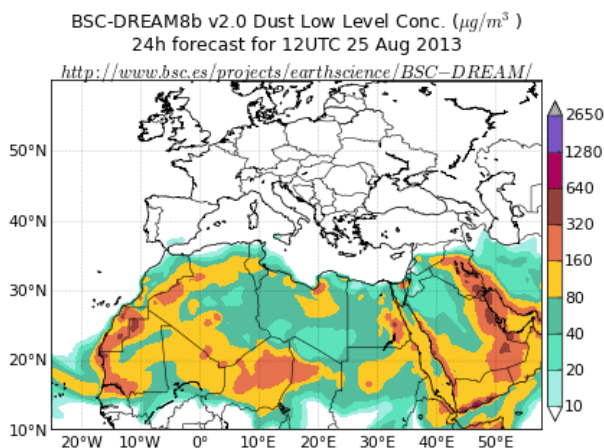 BSC-DREAM8b v2.0 Dust Low Level Conc. (μg/m³ )
24h forecast for 12UTC 25 Aug 2013
http://www.bsc.es/projects/earthscience/BSC−DREAM/
2650
1280
640
320
160
80
40
20
10
50°N
40°N
30°N
20°N
10°N
20°W 10°W 0° 10°E 20°E 30°E 40°E 50°E